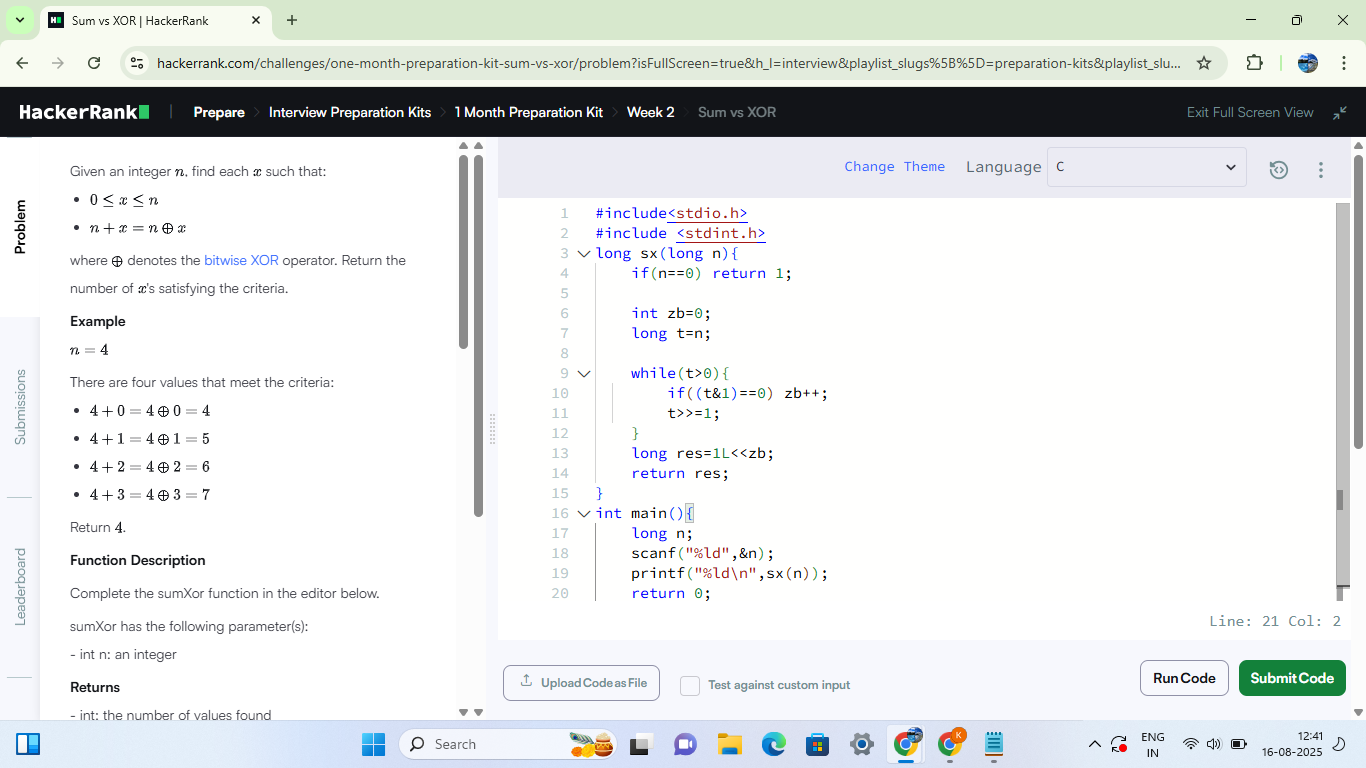 Sum vs XOR | HackerRank
hackerrank.com/challenges/one-month-preparation-kit-sum-vs-xor/problem?isFullScreen=true&h_l=interview&playlist_slugs%5B%5D=preparation-kits&playlist_slu...
HackerRank
Prepare
Interview Preparation Kits
1 Month Preparation Kit
Week 2
Sum vs XOR
Exit Full Screen View
Problem
Submissions
Leaderboard
Given an integer n, find each x such that:
• 0 ≤ x ≤ n
• n + x = n ⊕ x
where ⊕ denotes the bitwise XOR operator. Return the
number of x's satisfying the criteria.
Example
n = 4
There are four values that meet the criteria:
• 4 + 0 = 4 ⊕ 0 = 4
• 4 + 1 = 4 ⊕ 1 = 5
• 4 + 2 = 4 ⊕ 2 = 6
• 4 + 3 = 4 ⊕ 3 = 7
Return 4.
Function Description
Complete the sumXor function in the editor below.
sumXor has the following parameter(s):
- int n: an integer
Returns
- int: the number of values found
Change Theme
Language
C
1 #include<stdio.h>
2 #include <stdint.h>
3 long sx(long n){
4 if(n==0) return 1;
5
6 int zb=0;
7 long t=n;
8
9 while(t>0){
10 if((t&1)==0) zb++;
11 t>>=1;
12 }
13 long res=1L<<zb;
14 return res;
15 }
16 int main(){
17 long n;
18 scanf("%ld",&n);
19 printf("%ld\n",sx(n));
20 return 0;
Line: 21 Col: 2
Upload Code as File
Test against custom input
Run Code
Submit Code
Search
K
ENG
IN
12:41
16-08-2025